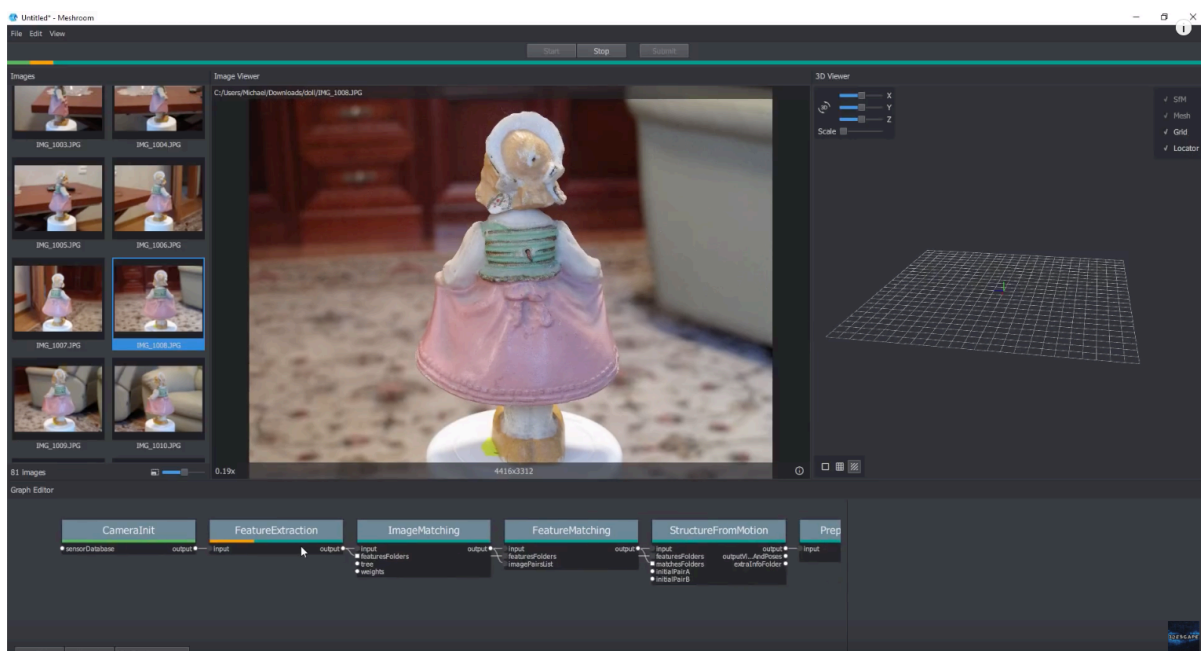 Untitled* - Meshroom
File Edit View
Start Stop Submit
Images
Image Viewer
3D Viewer
C:/Users/Michael/Downloads/doll/IMG_1008.JPG
X
Y
Z
Scale
✓ SfM
✓ Mesh
✓ Grid
✓ Locator
IMG_1003.JPG
IMG_1004.JPG
IMG_1005.JPG
IMG_1006.JPG
IMG_1007.JPG
IMG_1008.JPG
IMG_1009.JPG
IMG_1010.JPG
81 Images
0.19x
4416x3312
Graph Editor
CameraInit
sensorDatabase
output
FeatureExtraction
input
output
ImageMatching
input
output
featuresFolders
tree
weights
FeatureMatching
input
output
featuresFolders
imagePairsList
StructureFromMotion
input
output
featuresFolders
outputVi...AndPoses
matchesFolders
extraInfoFolder
initialPairA
initialPairB
Prep
input